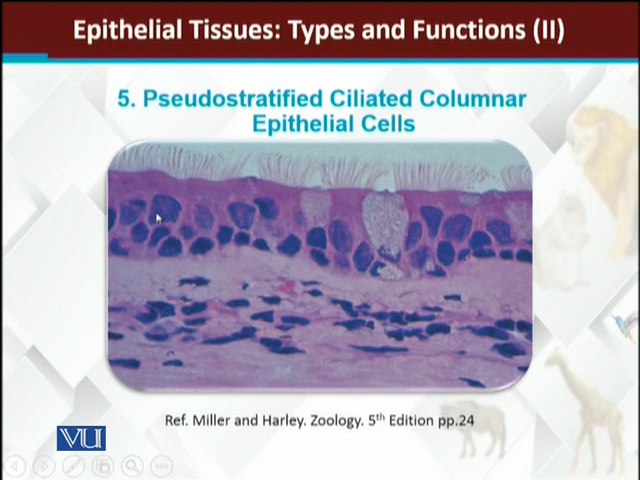 Epithelial Tissues: Types and Functions (II)
5. Pseudostratified Ciliated Columnar
Epithelial Cells
Ref. Miller and Harley. Zoology. 5th Edition pp.24
VU